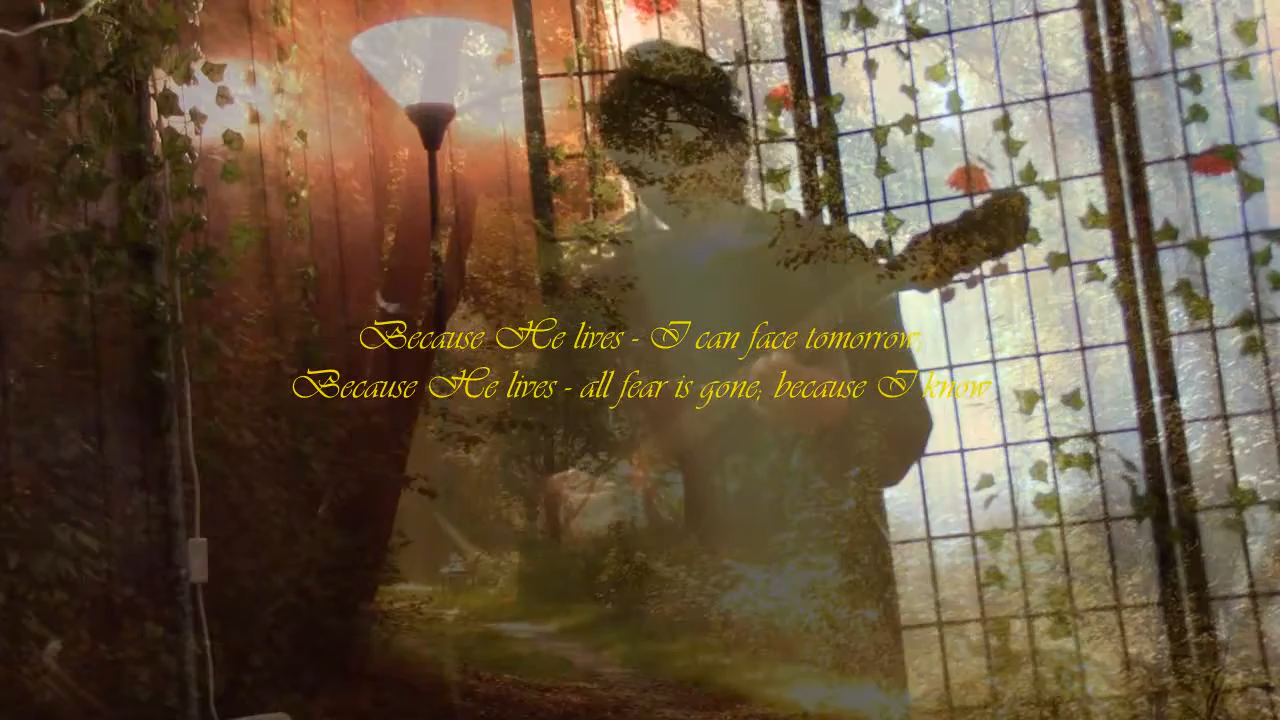 Because He lives - I can face tomorrow;
Because He lives - all fear is gone; because I know